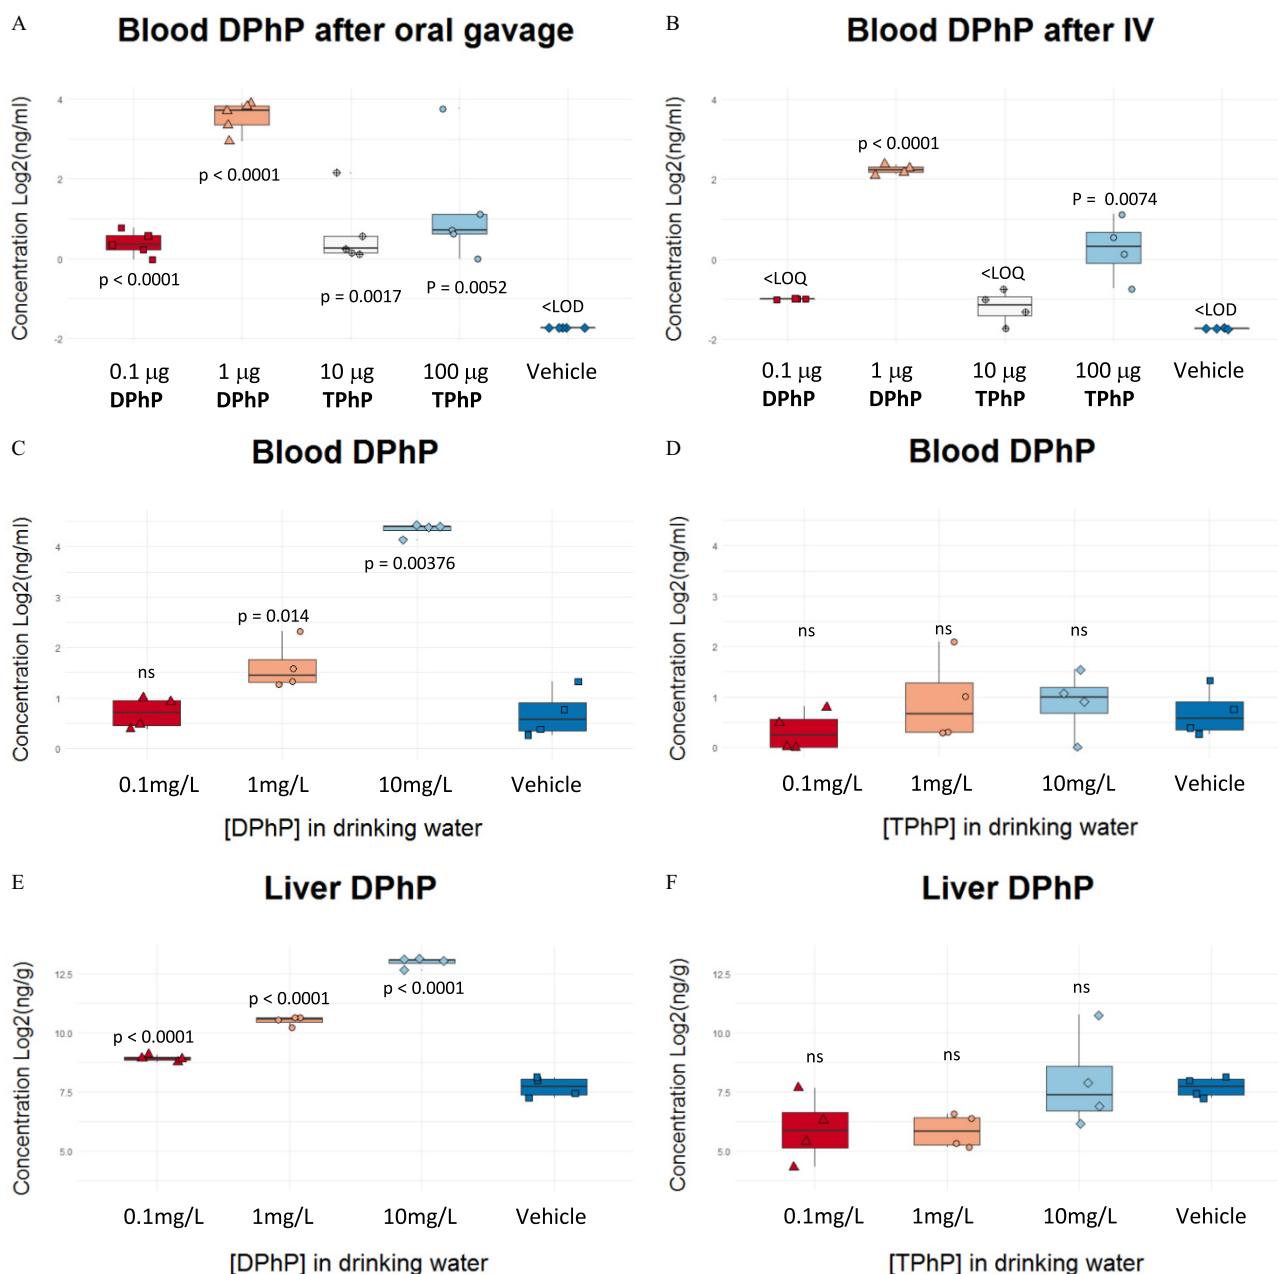 A
Blood DPhP after oral gavage
Concentration Log2(ng/ml)
4
2
0
-2
p < 0.0001
p < 0.0001
p = 0.0017
P = 0.0052
<LOD
0.1 µg
DPhP
1 µg
DPhP
10 µg
TPhP
100 µg
TPhP
Vehicle
B
Blood DPhP after IV
Concentration Log2(ng/ml)
4
2
0
-2
<LOQ
p < 0.0001
<LOQ
P = 0.0074
<LOD
0.1 µg
DPhP
1 µg
DPhP
10 µg
TPhP
100 µg
TPhP
Vehicle
C
Blood DPhP
Concentration Log2(ng/ml)
4
3
2
1
0
ns
p = 0.014
p = 0.00376
0.1mg/L
1mg/L
10mg/L
Vehicle
[DPhP] in drinking water
D
Blood DPhP
Concentration Log2(ng/ml)
4
3
2
1
0
ns
ns
ns
0.1mg/L
1mg/L
10mg/L
Vehicle
[TPhP] in drinking water
E
Liver DPhP
Concentration Log2(ng/g)
12.5
10.0
7.5
5.0
p < 0.0001
p < 0.0001
p < 0.0001
0.1mg/L
1mg/L
10mg/L
Vehicle
[DPhP] in drinking water
F
Liver DPhP
Concentration Log2(ng/g)
12.5
10.0
7.5
5.0
ns
ns
ns
0.1mg/L
1mg/L
10mg/L
Vehicle
[TPhP] in drinking water